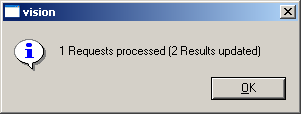 vision
1 Requests processed (2 Results updated)
OK